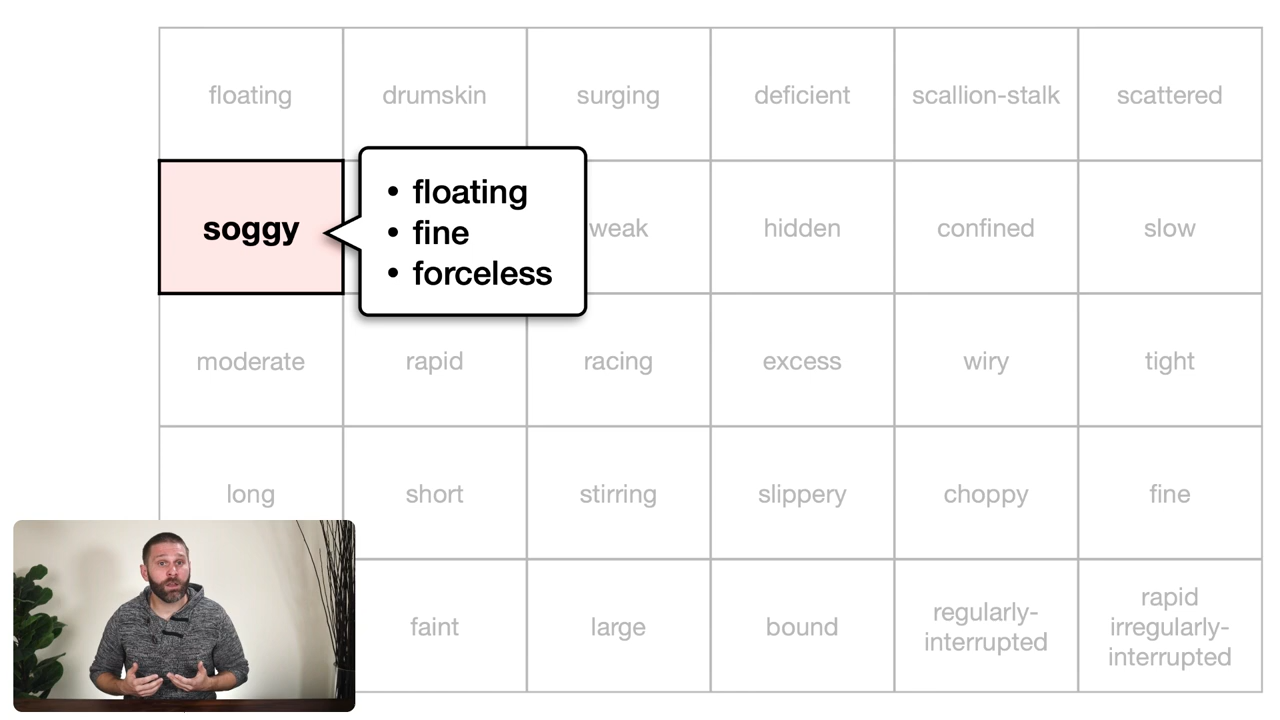 floating
drumskin
surging
deficient
scallion-stalk
scattered
soggy
• floating
• fine
• forceless
weak
hidden
confined
slow
moderate
rapid
racing
excess
wiry
tight
long
short
stirring
slippery
choppy
fine
faint
large
bound
regularly-
interrupted
rapid
irregularly-
interrupted